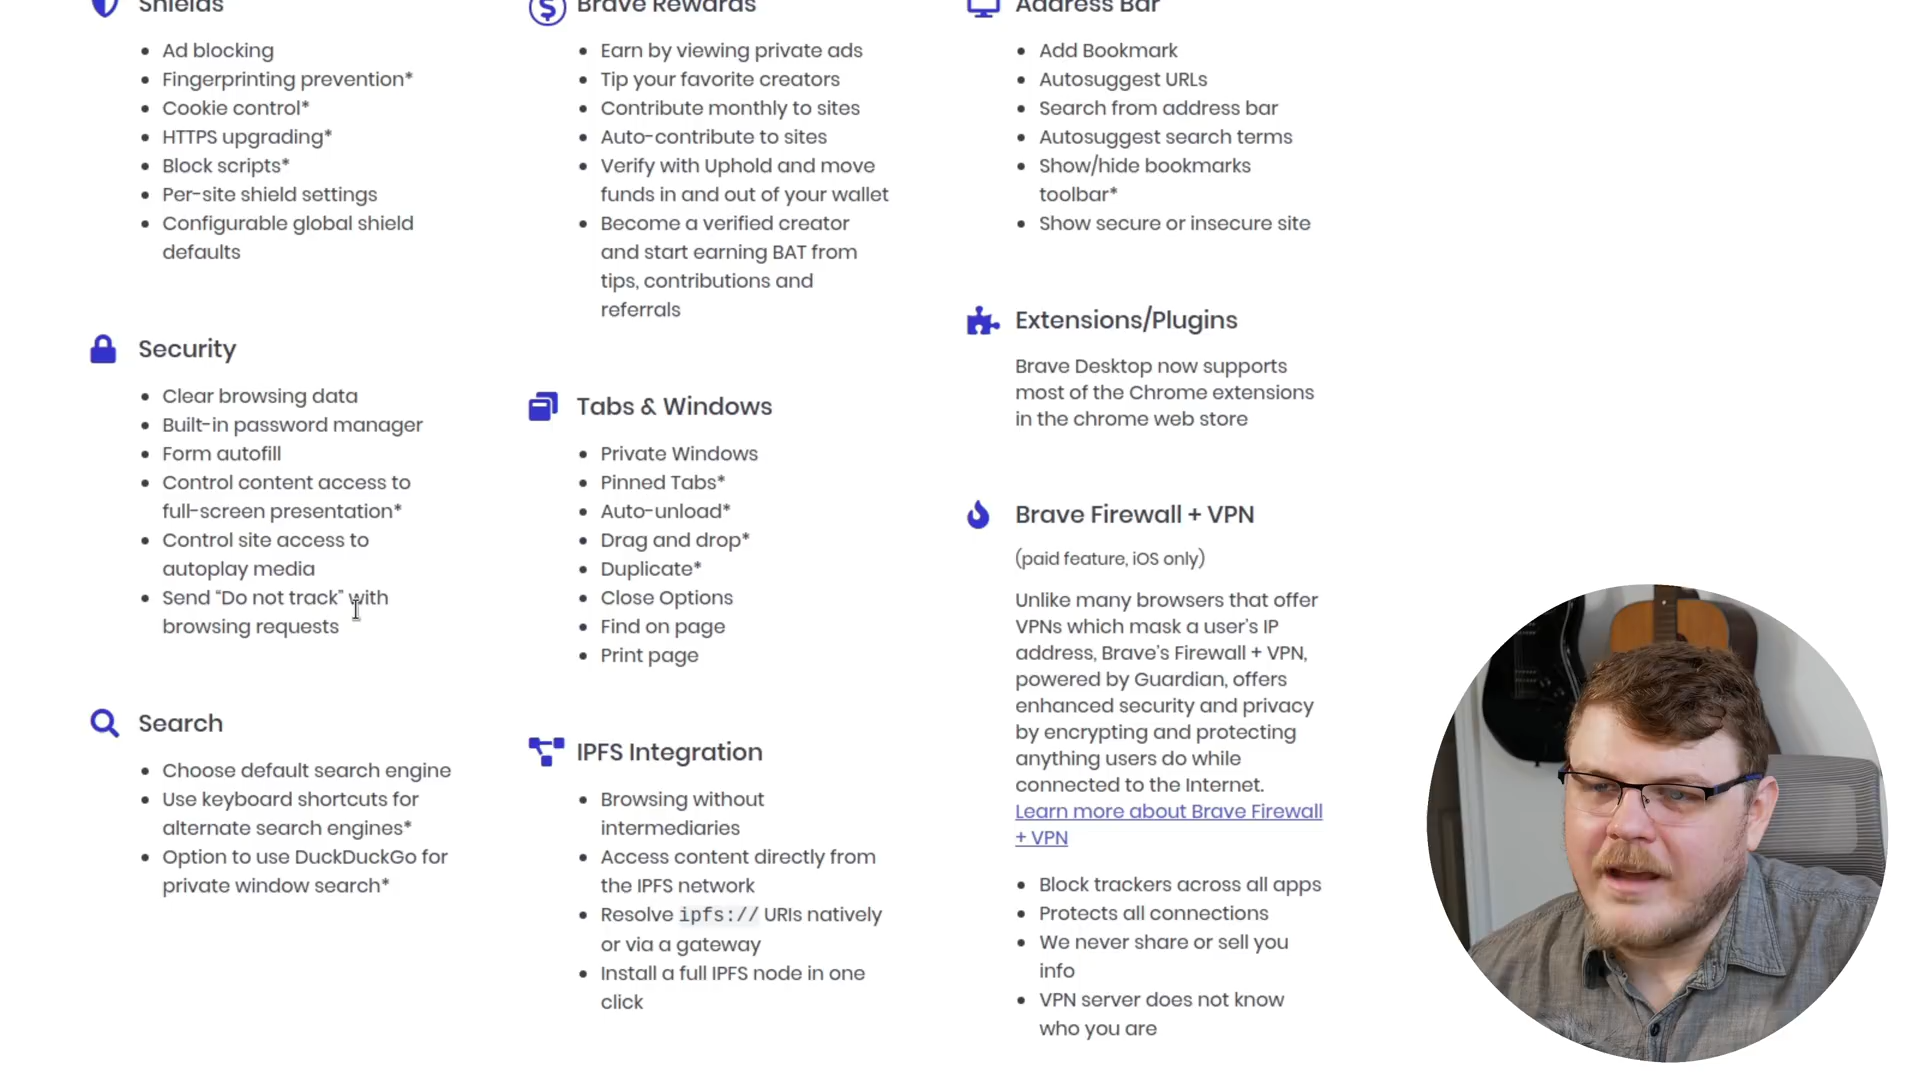 Shields
Ad blocking
Fingerprinting prevention*
Cookie control*
HTTPS upgrading*
Block scripts*
Per-site shield settings
Configurable global shield
defaults
Security
Clear browsing data
Built-in password manager
Form autofill
Control content access to
full-screen presentation*
Control site access to
autoplay media
Send “Do not track” with
browsing requests
Search
Choose default search engine
Use keyboard shortcuts for
alternate search engines*
Option to use DuckDuckGo for
private window search*
Brave Rewards
Earn by viewing private ads
Tip your favorite creators
Contribute monthly to sites
Auto-contribute to sites
Verify with Uphold and move
funds in and out of your wallet
Become a verified creator
and start earning BAT from
tips, contributions and
referrals
Tabs & Windows
Private Windows
Pinned Tabs*
Auto-unload*
Drag and drop*
Duplicate*
Close Options
Find on page
Print page
IPFS Integration
Browsing without
intermediaries
Access content directly from
the IPFS network
Resolve ipfs:// URIs natively
or via a gateway
Install a full IPFS node in one
click
Address Bar
Add Bookmark
Autosuggest URLs
Search from address bar
Autosuggest search terms
Show/hide bookmarks
toolbar*
Show secure or insecure site
Extensions/Plugins
Brave Desktop now supports
most of the Chrome extensions
in the chrome web store
Brave Firewall + VPN
(paid feature, iOS only)
Unlike many browsers that offer
VPNs which mask a user's IP
address, Brave's Firewall + VPN,
powered by Guardian, offers
enhanced security and privacy
by encrypting and protecting
anything users do while
connected to the Internet.
Learn more about Brave Firewall
+ VPN
Block trackers across all apps
Protects all connections
We never share or sell you
info
VPN server does not know
who you are